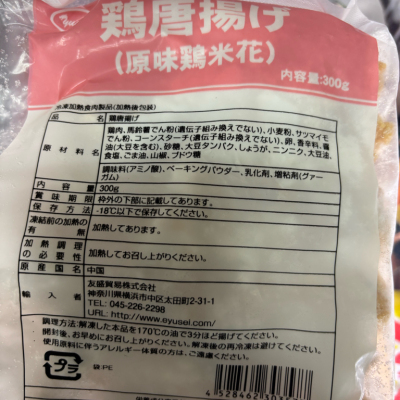 鶏唐揚げ
(原味鶏米花)
内容量:300g
冷凍加熱食肉製品(加熱後包装)
品名 鶏唐揚げ
原材料名 鶏肉、馬鈴薯でん粉(遺伝子組み換えでない)、小麦粉、サツマイモ
でん粉、コーンスターチ(遺伝子組み換えでない)、卵、香辛料、醤
油(大豆を含む)、砂糖、大豆タンパク、しょうが、ニンニク、大豆油、
食塩、ごま油、山椒、ブドウ糖
調味料(アミノ酸)、ベーキングパウダー、乳化剤、増粘剤(グァー
ガム)
内容量 300g
賞味期限 枠外の下部に記載してあります。
保存方法 -18℃以下で保存してください。
凍結前の加熱の有無 加熱してあります。
加熱調理の必要性 加熱してお召し上がりください。
原産国名 中国
輸入者 友盛貿易株式会社
神奈川県横浜市中区太田町2-31-1
TEL: 045-226-2298
URL: http://www.eyusei.com/
調理方法:解凍した本品を170℃の油で3分ほど揚げてください。
開封後、お早めにお召し上がりください。解凍後の再冷凍は避けてください。
使用原料に伴うアレルギー体質の方は、ご遠慮ください。
プラ
袋:PE